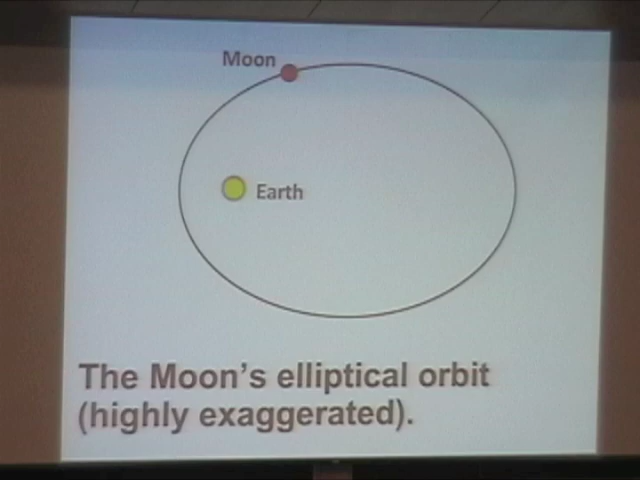 Moon
Earth
The Moon's elliptical orbit
(highly exaggerated).